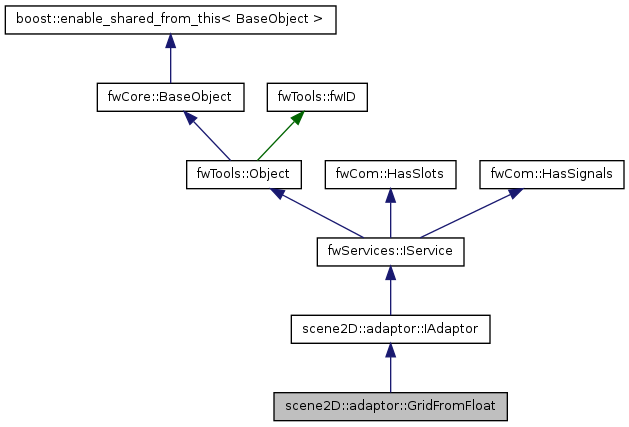 boost::enable_shared_from_this< BaseObject >
fwCore::BaseObject
fwTools::fwID
fwTools::Object
fwCom::HasSlots
fwCom::HasSignals
fwServices::IService
scene2D::adaptor::IAdaptor
scene2D::adaptor::GridFromFloat